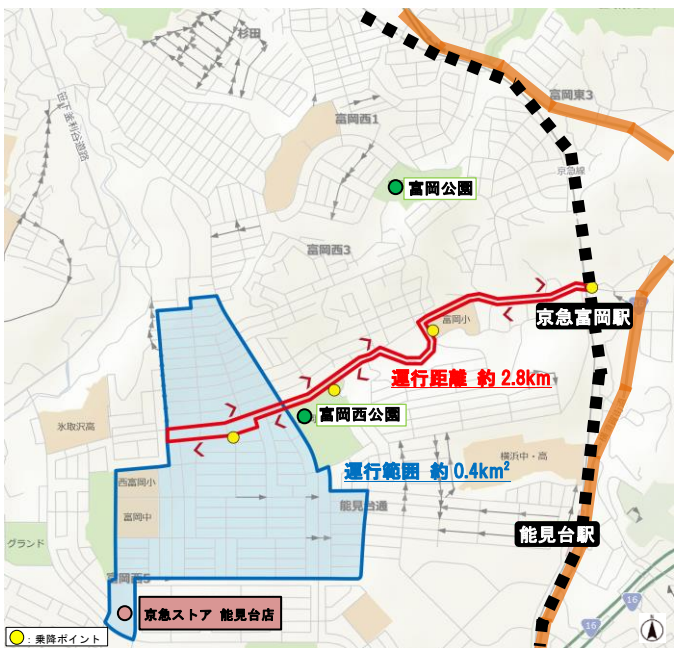 杉田
富岡東3
富岡西1
京急線
富岡公園
富岡西3
富岡小
京急富岡駅
運行距離 約2.8km
富岡西公園
氷取沢高
横浜中・高
運行範囲 約0.4km²
西富岡小
能見台通
富岡中
能見台駅
グランド
富岡西5
京急ストア 能見台店
16
16
：乗降ポイント